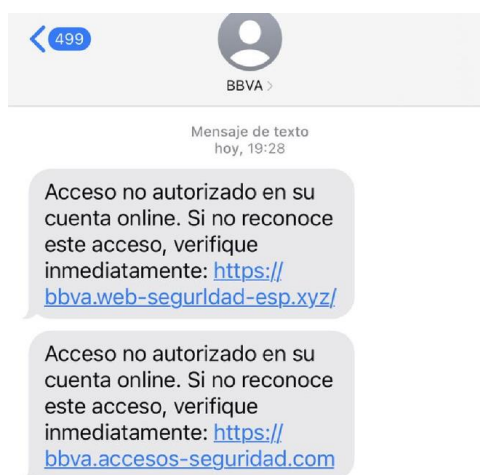 499
BBVA
Mensaje de texto
hoy, 19:28
Acceso no autorizado en su
cuenta online. Si no reconoce
este acceso, verifique
inmediatamente: https://
bbva.web-segurldad-esp.xyz/
Acceso no autorizado en su
cuenta online. Si no reconoce
este acceso, verifique
inmediatamente: https://
bbva.accesos-seguridad.com